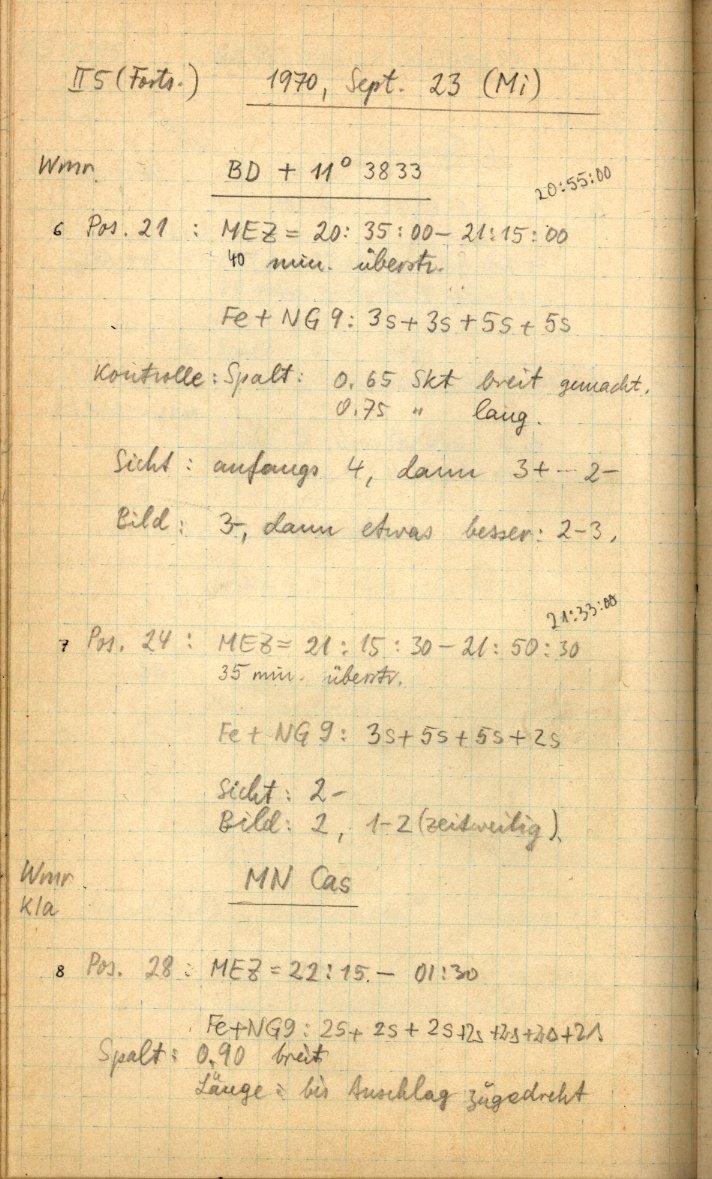 II 5 (Forts.) 1970, Sept. 23 (Mi)
Wmr BD + 11° 3833
20:55:00
6 Pos. 21 : MEZ = 20:35:00 - 21:15:00
40 min. überstr.
Fe + NG 9: 3s + 3s + 5s + 5s
Kontrolle: Spalt: 0.65 Skt breit gemacht.
0.75 " lang.
Sicht: anfangs 4, dann 3+ -- 2-
Bild: 3-, dann etwas besser: 2-3.
21:33:00
7 Pos. 24 : MEZ = 21:15:30 - 21:50:30
35 min. überstr.
Fe + NG 9: 3s + 5s + 5s + 2s
Sicht: 2-
Bild: 2, 1-2 (zeitweilig).
Wmr MN Cas
Kla
8 Pos. 28 : MEZ = 22:15 - 01:30
Fe+NG9: 2s + 2s + 2s +2s +2s +2s +2s
Spalt: 0.90 breit
Länge: bis Anschlag zugedreht